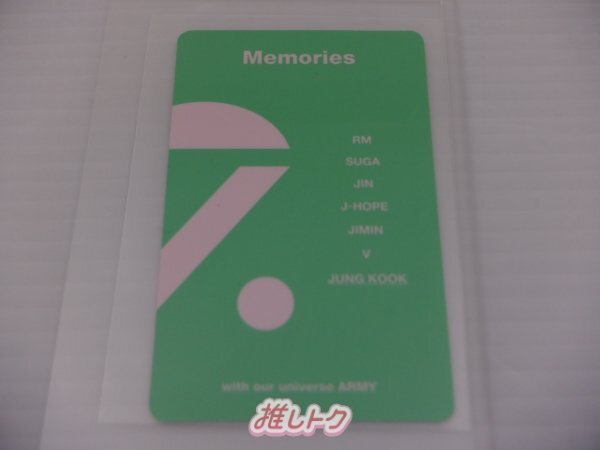 Memories
RM
SUGA
JIN
J-HOPE
JIMIN
V
JUNG KOOK
with our universe ARMY
推しトク